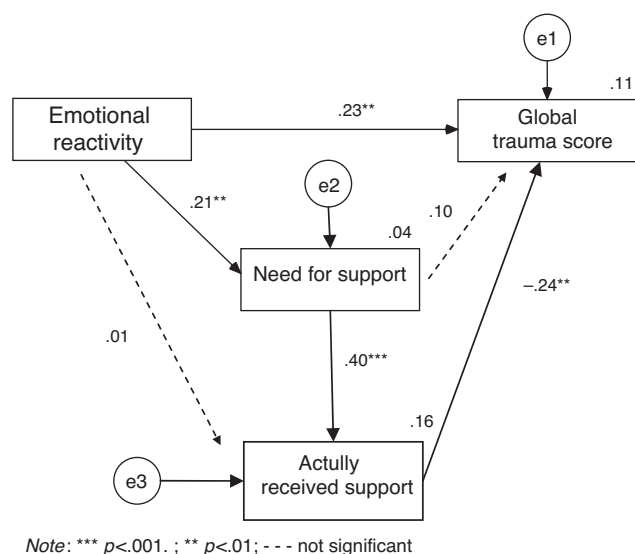 e1
.11
Emotional
reactivity
.23**
Global
trauma score
e2
.21**
.10
.04
Need for support
–.24**
.01
.40***
.16
Actully
received support
e3
Note: *** p<.001. ; ** p<.01; - - - not significant